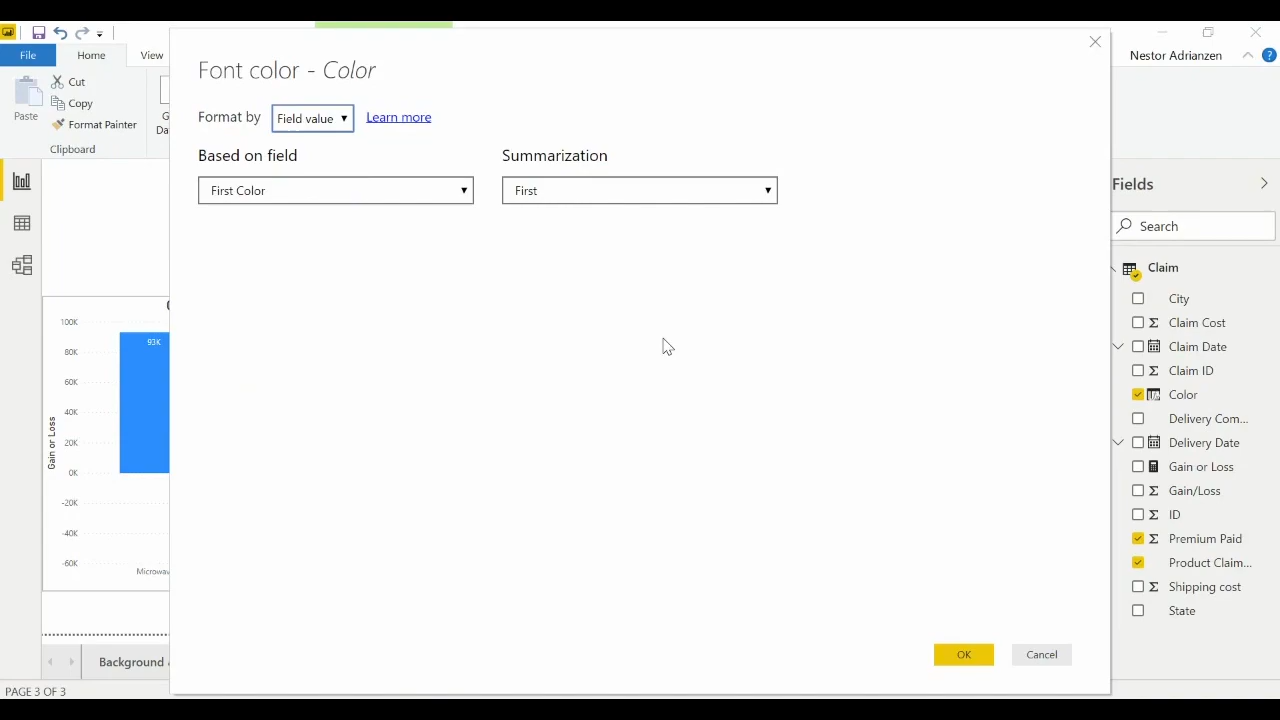 File
Home
View
Nestor Adrianzen
?
Paste
Cut
Copy
Format Painter
Clipboard
G
Da
Font color - Color
Format by
Field value
Learn more
Based on field
Summarization
First Color
First
OK
Cancel
Gain or Loss
100K
80K
60K
40K
20K
0K
-20K
-40K
-60K
93K
Microwav
Background
PAGE 3 OF 3
Fields
Search
Claim
City
Claim Cost
Claim Date
Claim ID
Color
Delivery Com...
Delivery Date
Gain or Loss
Gain/Loss
ID
Premium Paid
Product Claim...
Shipping cost
State